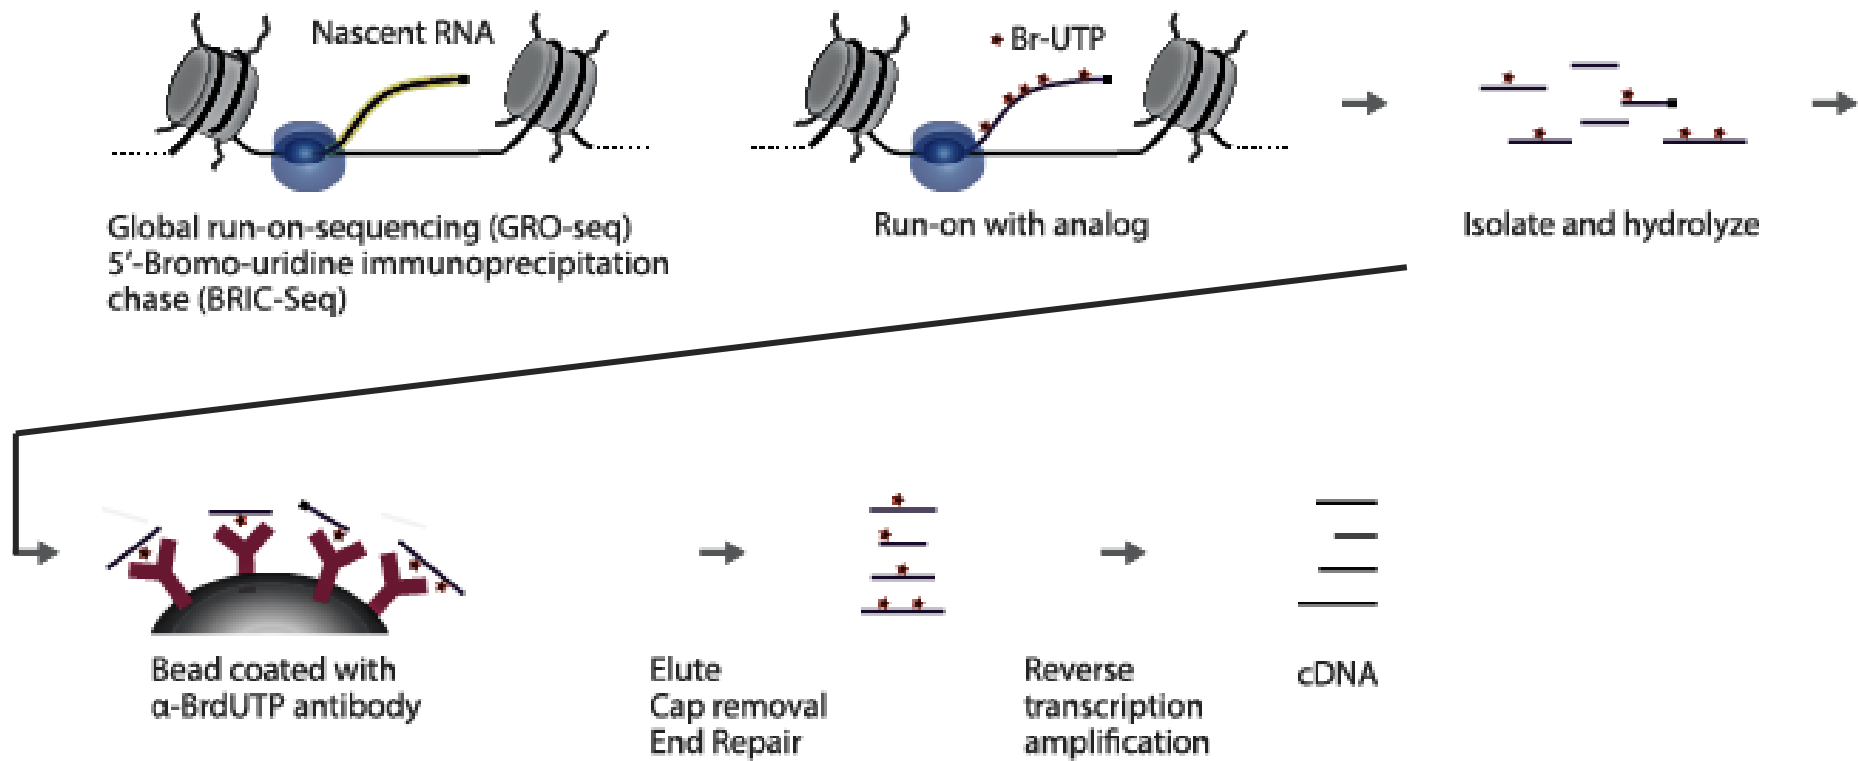 Nascent RNA
Br-UTP
Global run-on-sequencing (GRO-seq)
5′-Bromo-uridine immunoprecipitation
chase (BRIC-Seq)
Run-on with analog
Isolate and hydrolyze
Bead coated with
α-BrdUTP antibody
Elute
Cap removal
End Repair
Reverse
transcription
amplification
cDNA